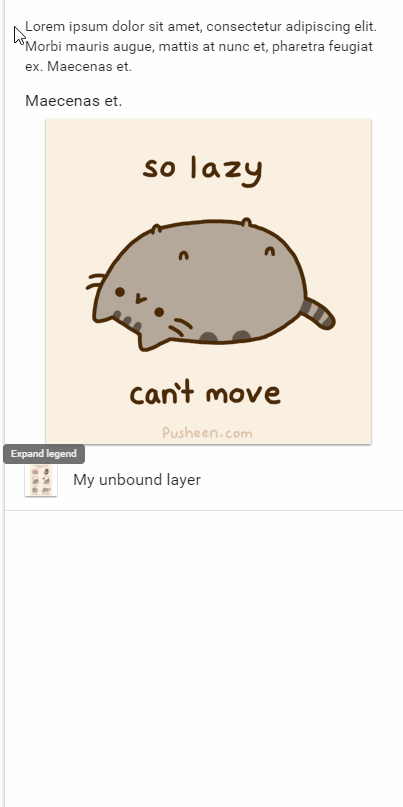 Lorem ipsum dolor sit amet, consectetur adipiscing elit.
Morbi mauris augue, mattis at nunc et, pharetra feugiat
ex. Maecenas et.
Maecenas et.
so lazy
can't move
Pusheen.com
Expand legend
My unbound layer